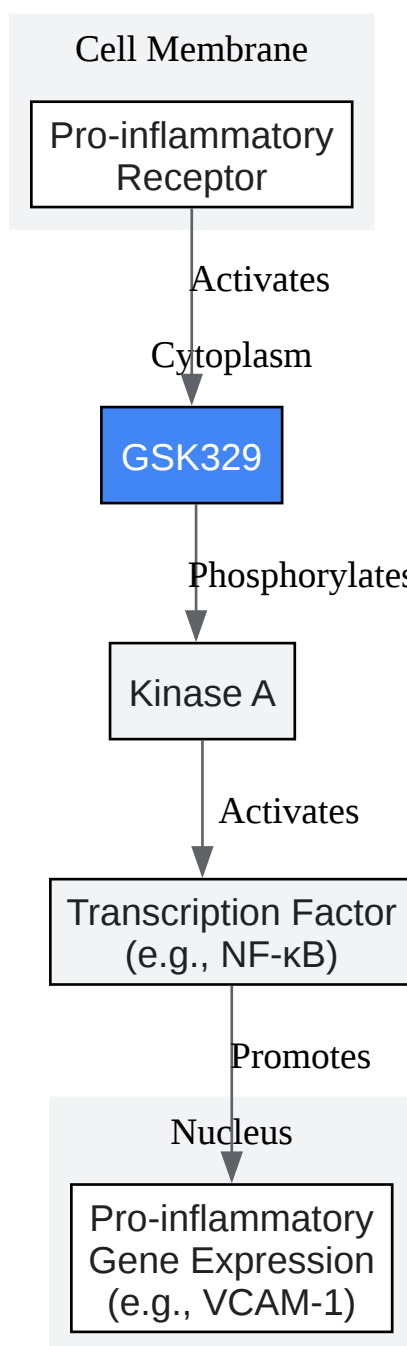 Cell Membrane
Pro-inflammatory
Receptor
Activates
Cytoplasm
GSK329
Phosphorylates
Kinase A
Activates
Transcription Factor
(e.g., NF-κB)
Promotes
Nucleus
Pro-inflammatory
Gene Expression
(e.g., VCAM-1)